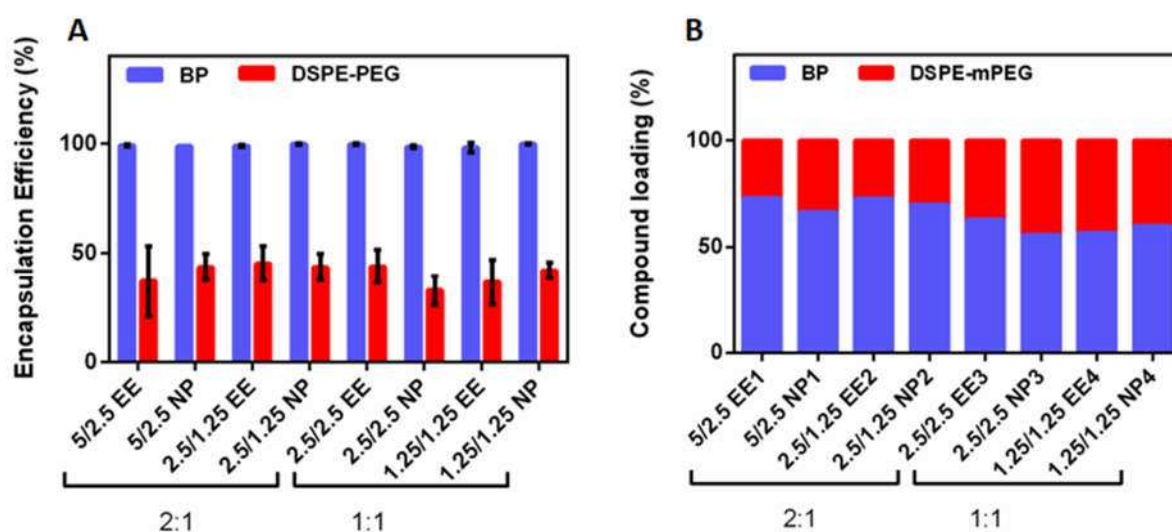 A
Encapsulation Efficiency (%)
BP DSPE-PEG
100
50
0
5/2.5 EE
5/2.5 NP
2.5/1.25 EE
2.5/1.25 NP
2.5/2.5 EE
2.5/2.5 NP
1.25/1.25 EE
1.25/1.25 NP
2:1 1:1
B
Compound loading (%)
BP DSPE-mPEG
100
50
0
5/2.5 EE1
5/2.5 NP1
2.5/1.25 EE2
2.5/1.25 NP2
2.5/2.5 EE3
2.5/2.5 NP3
1.25/1.25 EE4
1.25/1.25 NP4
2:1 1:1